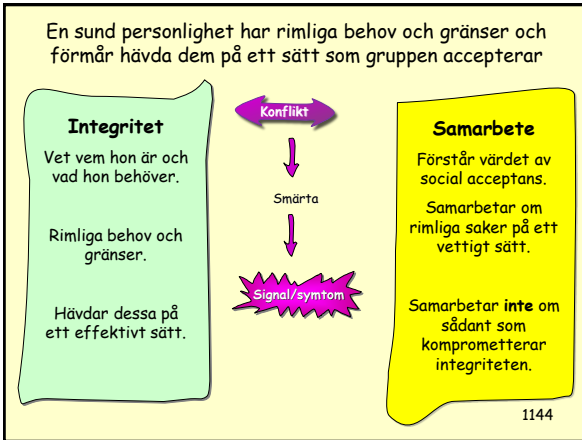 En sund personlighet har rimliga behov och gränser och
förmår hävda dem på ett sätt som gruppen accepterar
Integritet
Vet vem hon är och
vad hon behöver.
Rimliga behov och
gränser.
Hävdar dessa på
ett effektivt sätt.
Konflikt
Smärta
Signal/symtom
Samarbete
Förstår värdet av
social acceptans.
Samarbetar om
rimliga saker på ett
vettigt sätt.
Samarbetar inte om
sådant som
komprometterar
integriteten.
1144